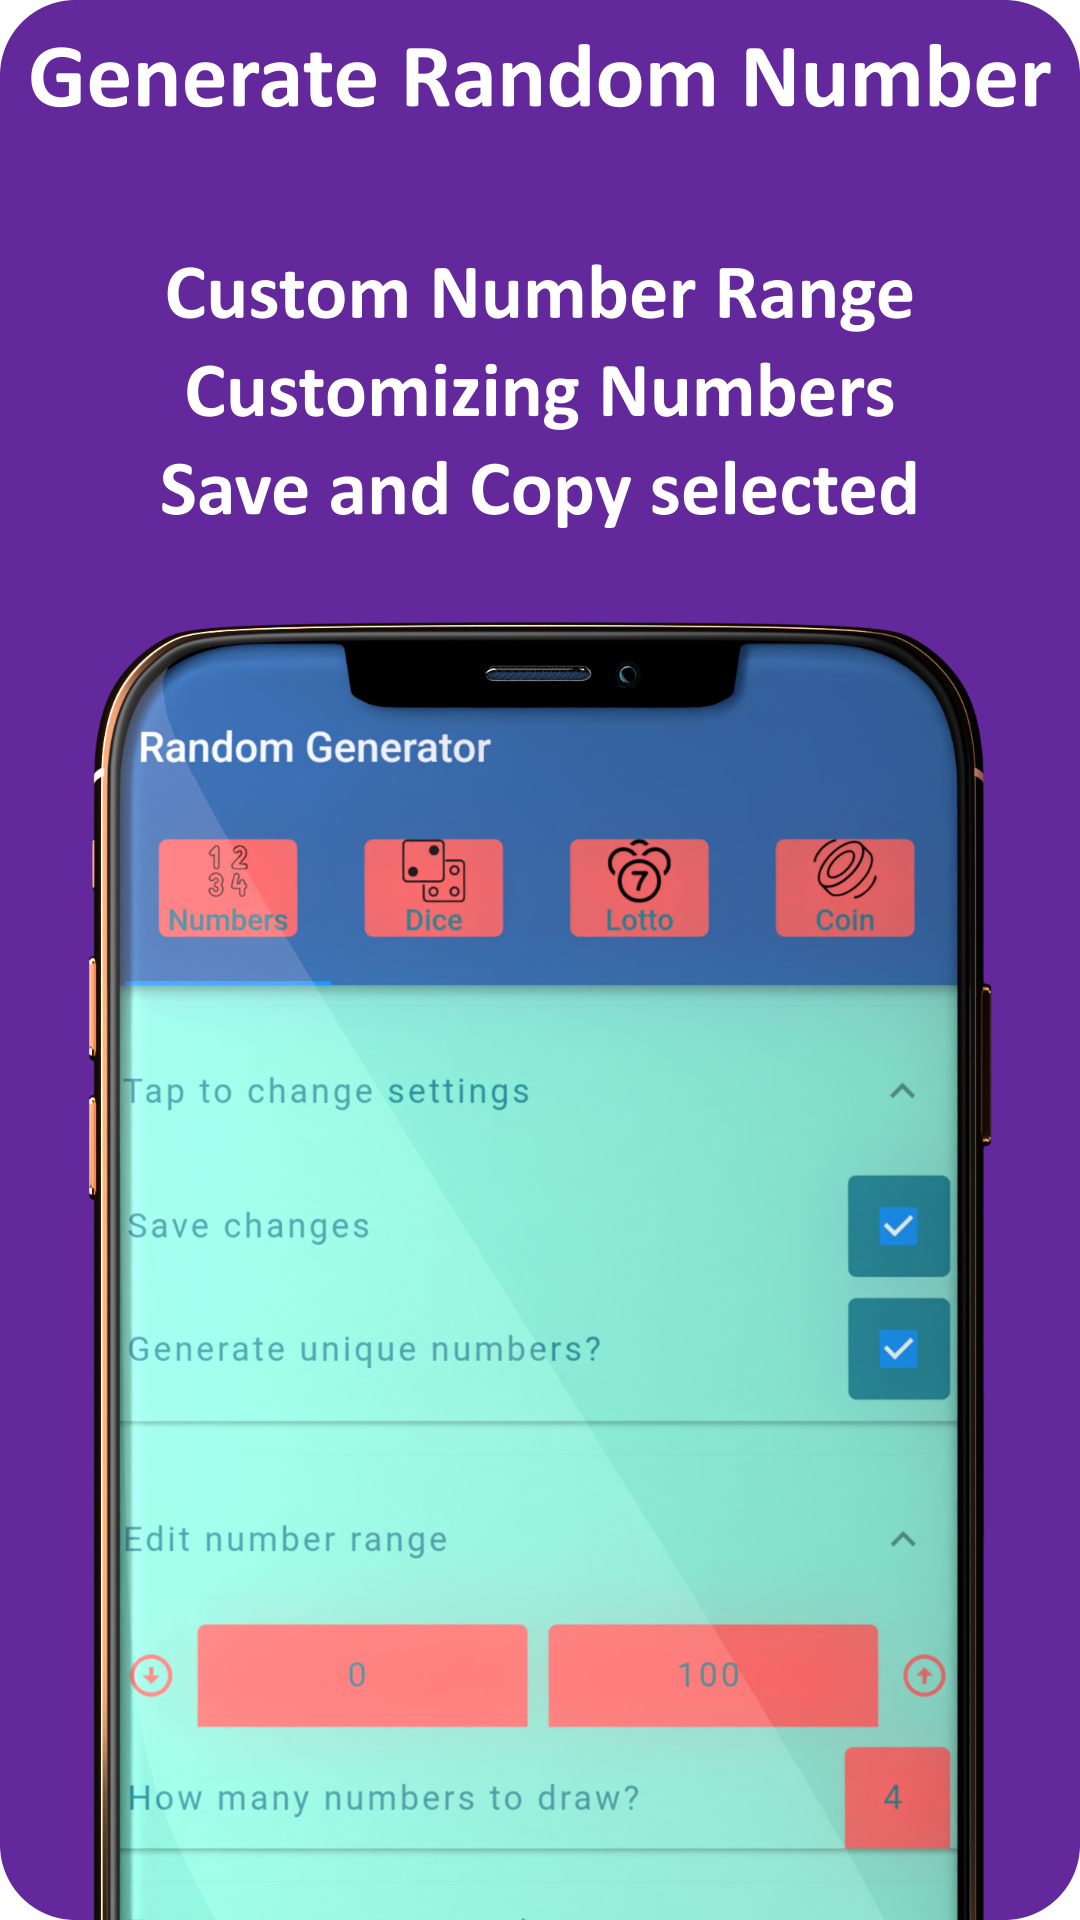 Generate Random Number
Custom Number Range
Customizing Numbers
Save and Copy selected
Random Generator
1 2
3 4
7
Numbers Dice Lotto Coin
Tap to change settings
Save changes
Generate unique numbers?
Edit number range
0 100
How many numbers to draw? 4